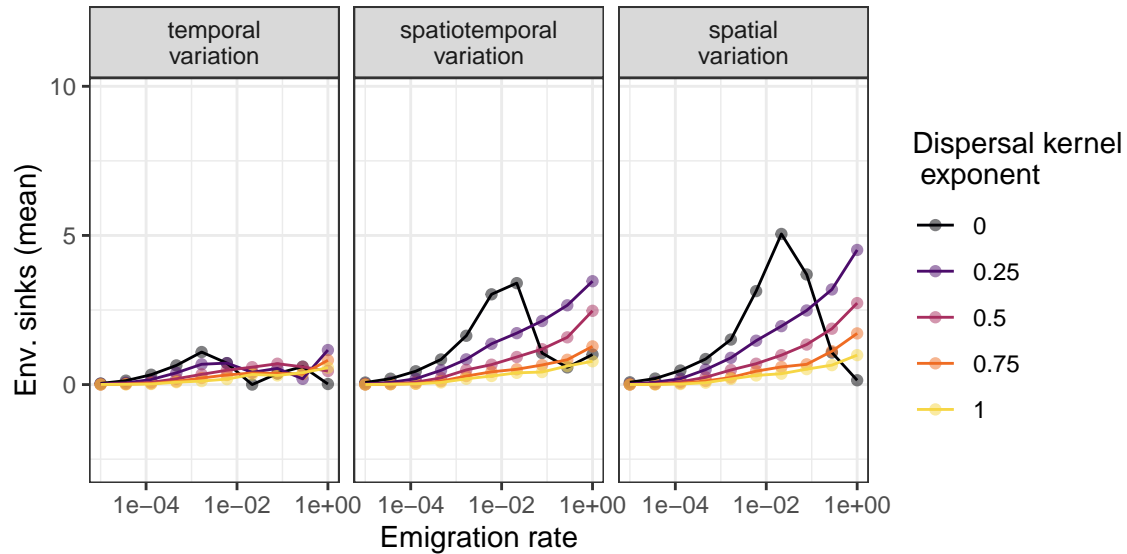 temporal
variation
spatiotemporal
variation
spatial
variation
10
5
0
Env. sinks (mean)
1e−04 1e−02 1e+00 1e−04 1e−02 1e+00 1e−04 1e−02 1e+00
Emigration rate
Dispersal kernel
exponent
0
0.25
0.5
0.75
1